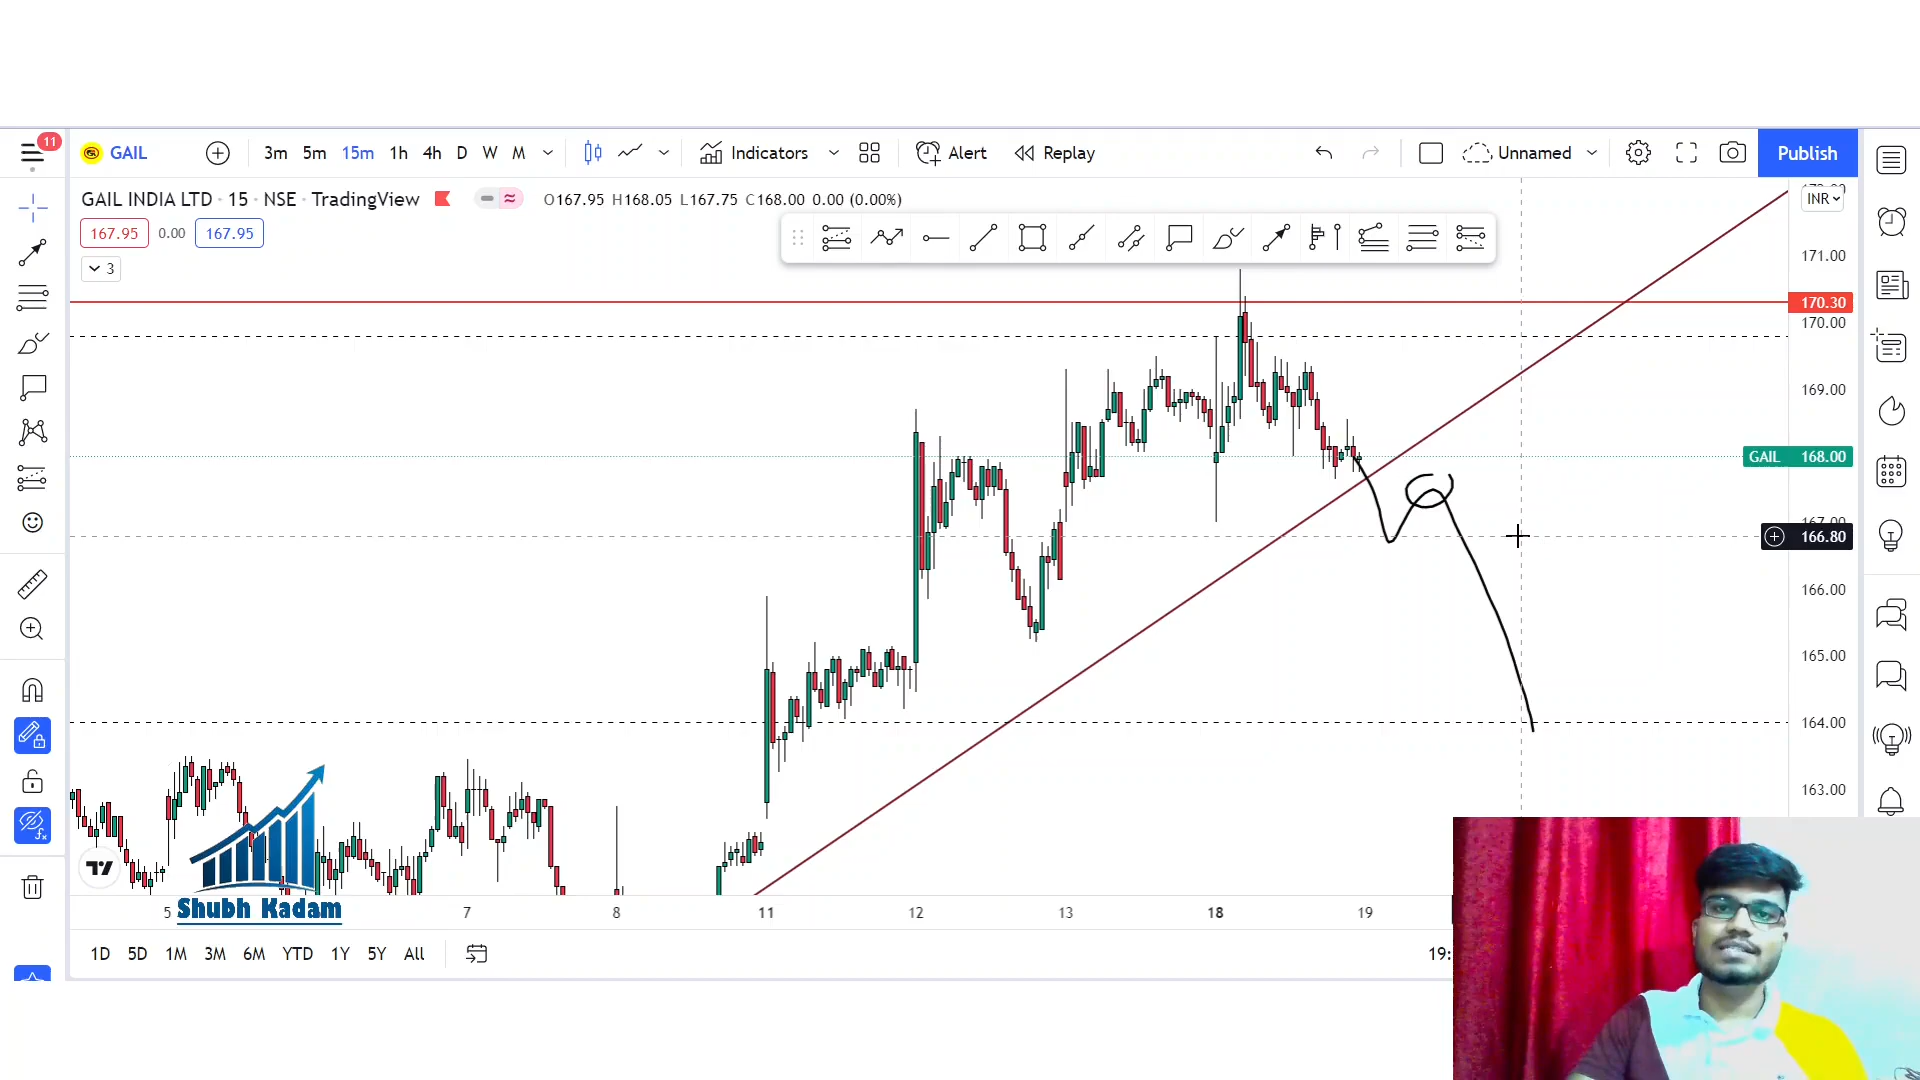 11
GAIL 3m 5m 15m 1h 4h D W M Indicators Alert Replay Unnamed Publish
GAIL INDIA LTD · 15 · NSE · TradingView O167.95 H168.05 L167.75 C168.00 0.00 (0.00%)
INR
167.95 0.00 167.95
3
171.00
170.30
170.00
169.00
GAIL 168.00
167.00
166.80
166.00
165.00
164.00
163.00
Shubh Kadam
5 7 8 11 12 13 18 19
1D 5D 1M 3M 6M YTD 1Y 5Y All 19: